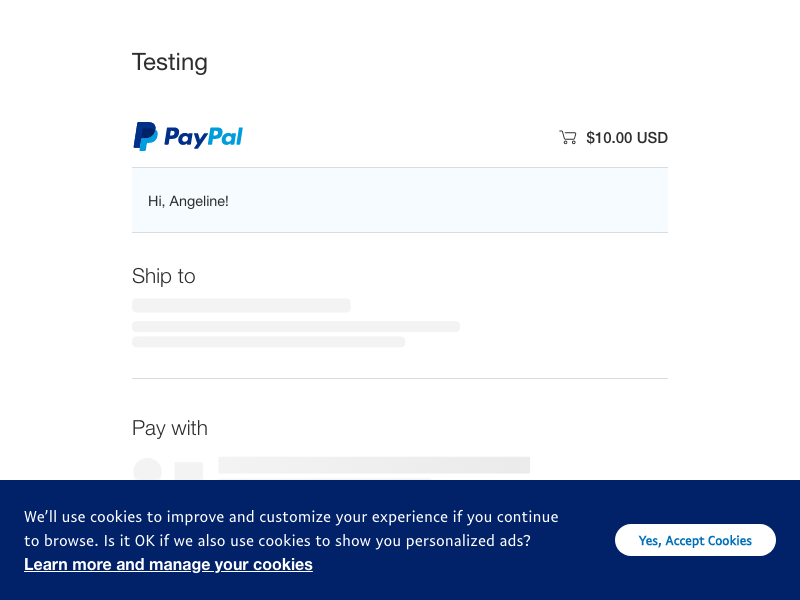 Testing
PayPal
$10.00 USD
Hi, Angeline!
Ship to
Pay with
We’ll use cookies to improve and customize your experience if you continue
to browse. Is it OK if we also use cookies to show you personalized ads?
Learn more and manage your cookies
Yes, Accept Cookies